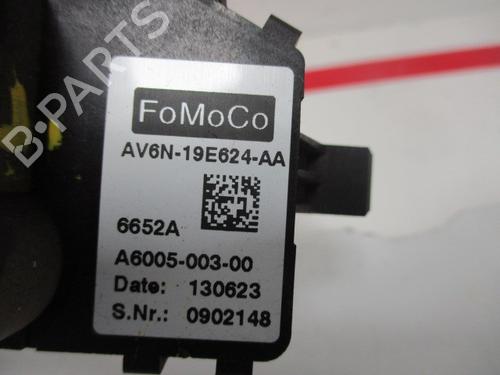 B-PARTS
FoMoCo
AV6N-19E624-AA
6652A
A6005-003-00
Date: 130623
S.Nr.: 0902148